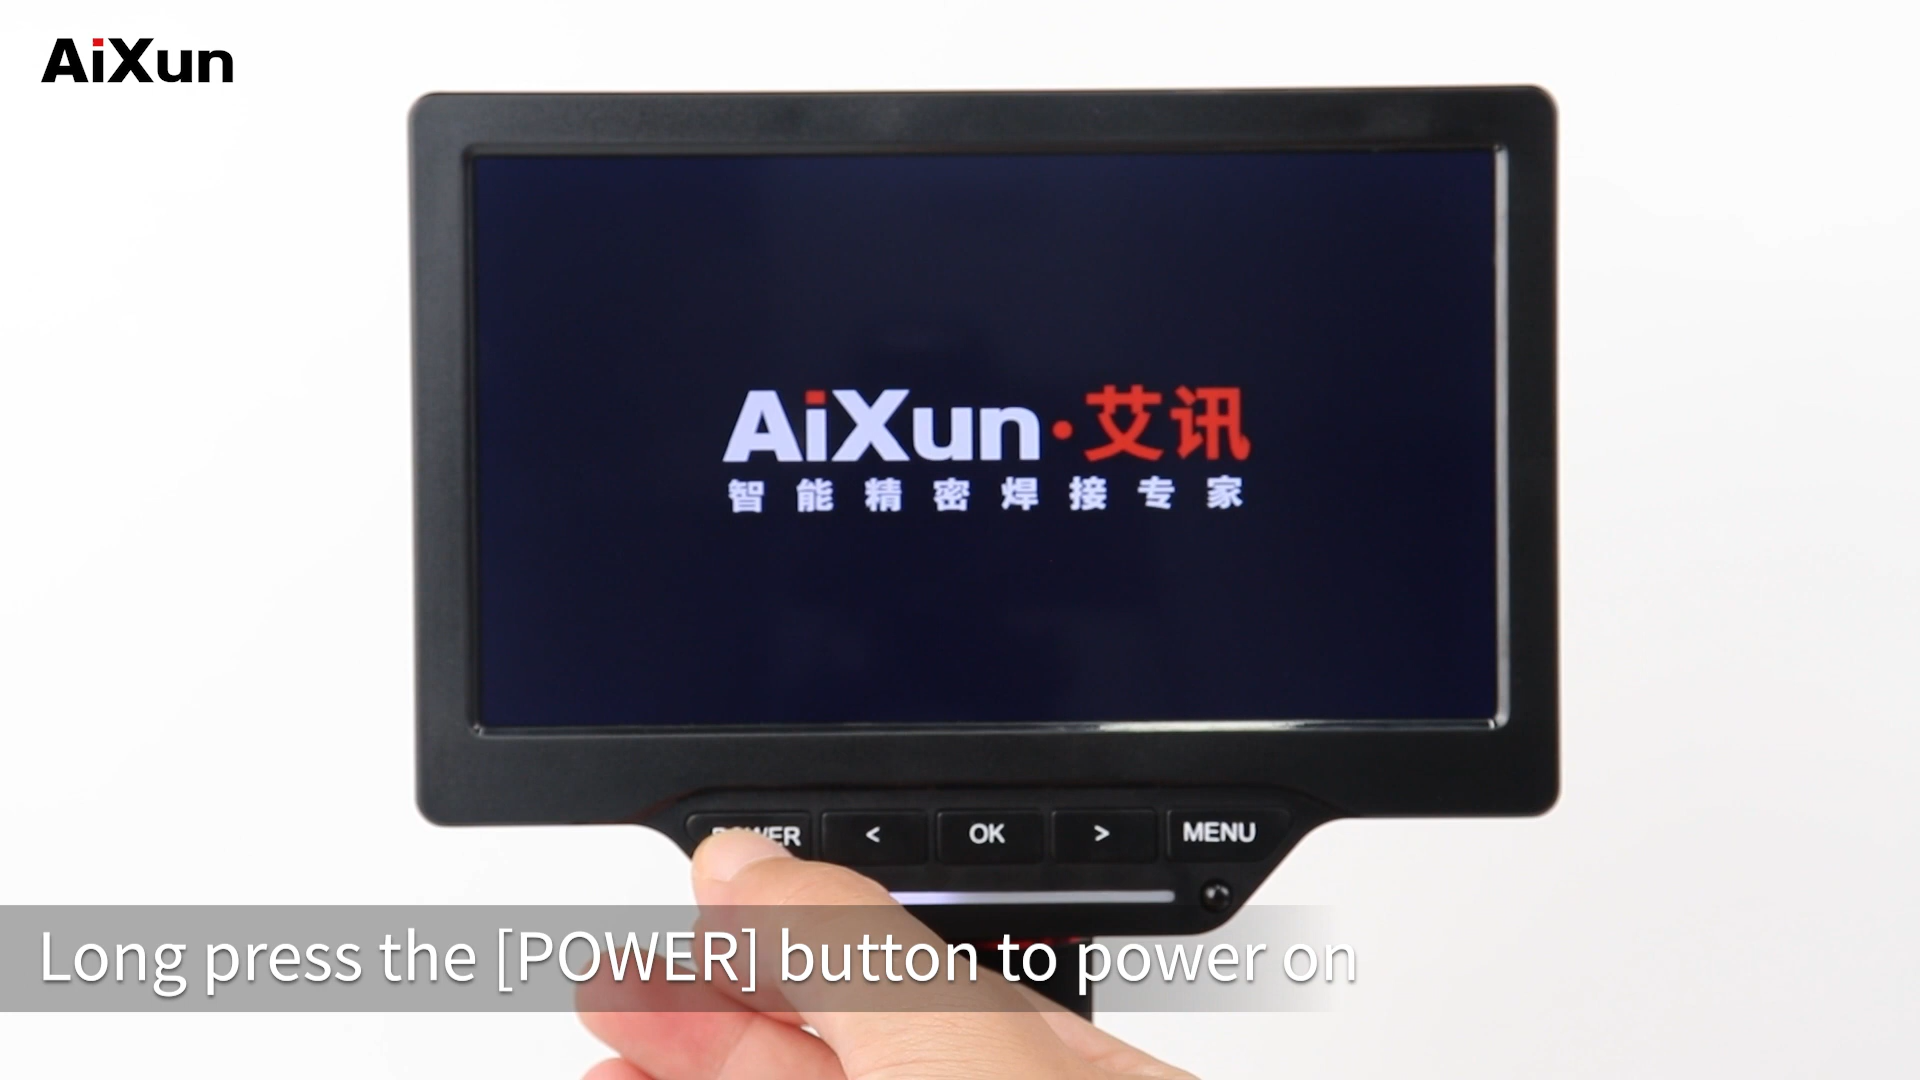 AiXun
AiXun·艾讯
智能精密焊接专家
POWER < OK > MENU
Long press the [POWER] button to power on